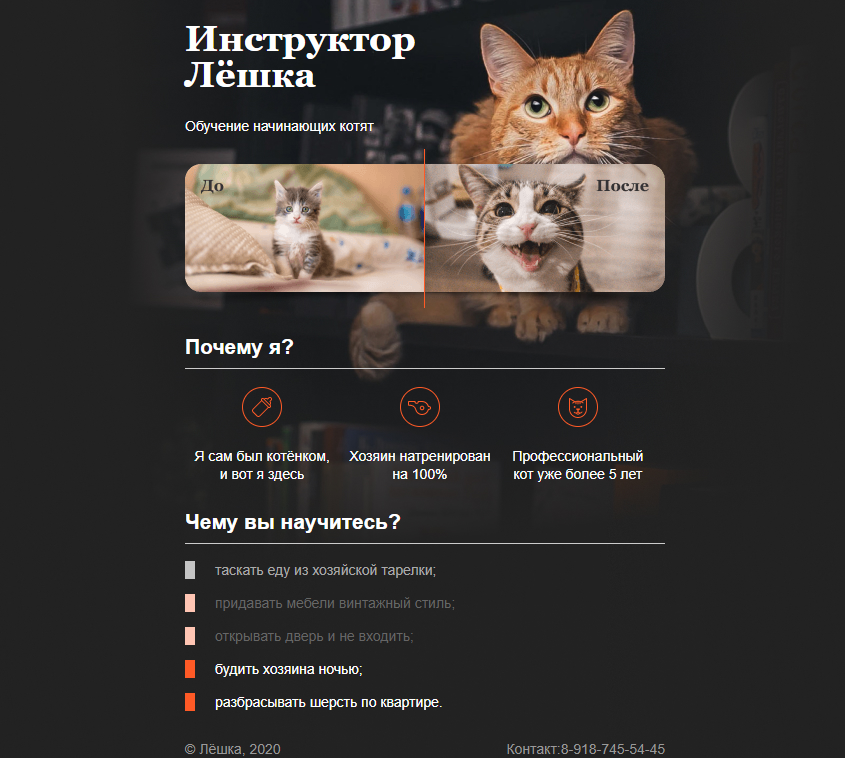 Инструктор
Лёшка
Обучение начинающих котят
До
После
Почему я?
Я сам был котёнком,
и вот я здесь
Хозяин натренирован
на 100%
Профессиональный
кот уже более 5 лет
Чему вы научитесь?
таскать еду из хозяйской тарелки;
придавать мебели винтажный стиль;
открывать дверь и не входить;
будить хозяина ночью;
разбрасывать шерсть по квартире.
© Лёшка, 2020
Контакт:8-918-745-54-45